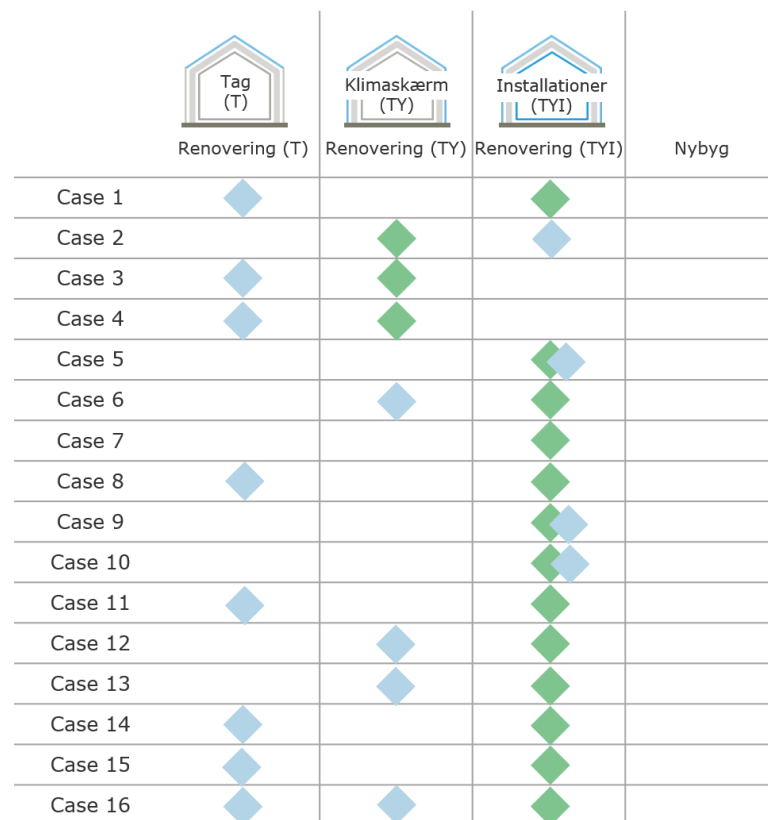 Tag
(T)
Klimaskærm
(TY)
Installationer
(TYI)
Renovering (T)
Renovering (TY)
Renovering (TYI)
Nybyg
Case 1
Case 2
Case 3
Case 4
Case 5
Case 6
Case 7
Case 8
Case 9
Case 10
Case 11
Case 12
Case 13
Case 14
Case 15
Case 16